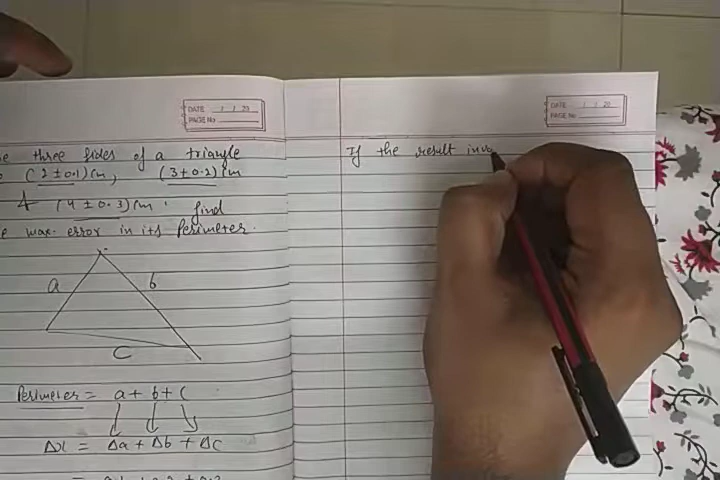 DATE / / 20
PAGE No
three sides of a triangle
(2 ± 0.1)cm, (3 ± 0.2)cm
& (4 ± 0.3)cm. find
max. error in its Perimeter.
a b
C
Perimeter = a + b + C
Δx = Δa + Δb + ΔC
DATE / / 20
PAGE No
If the result invo